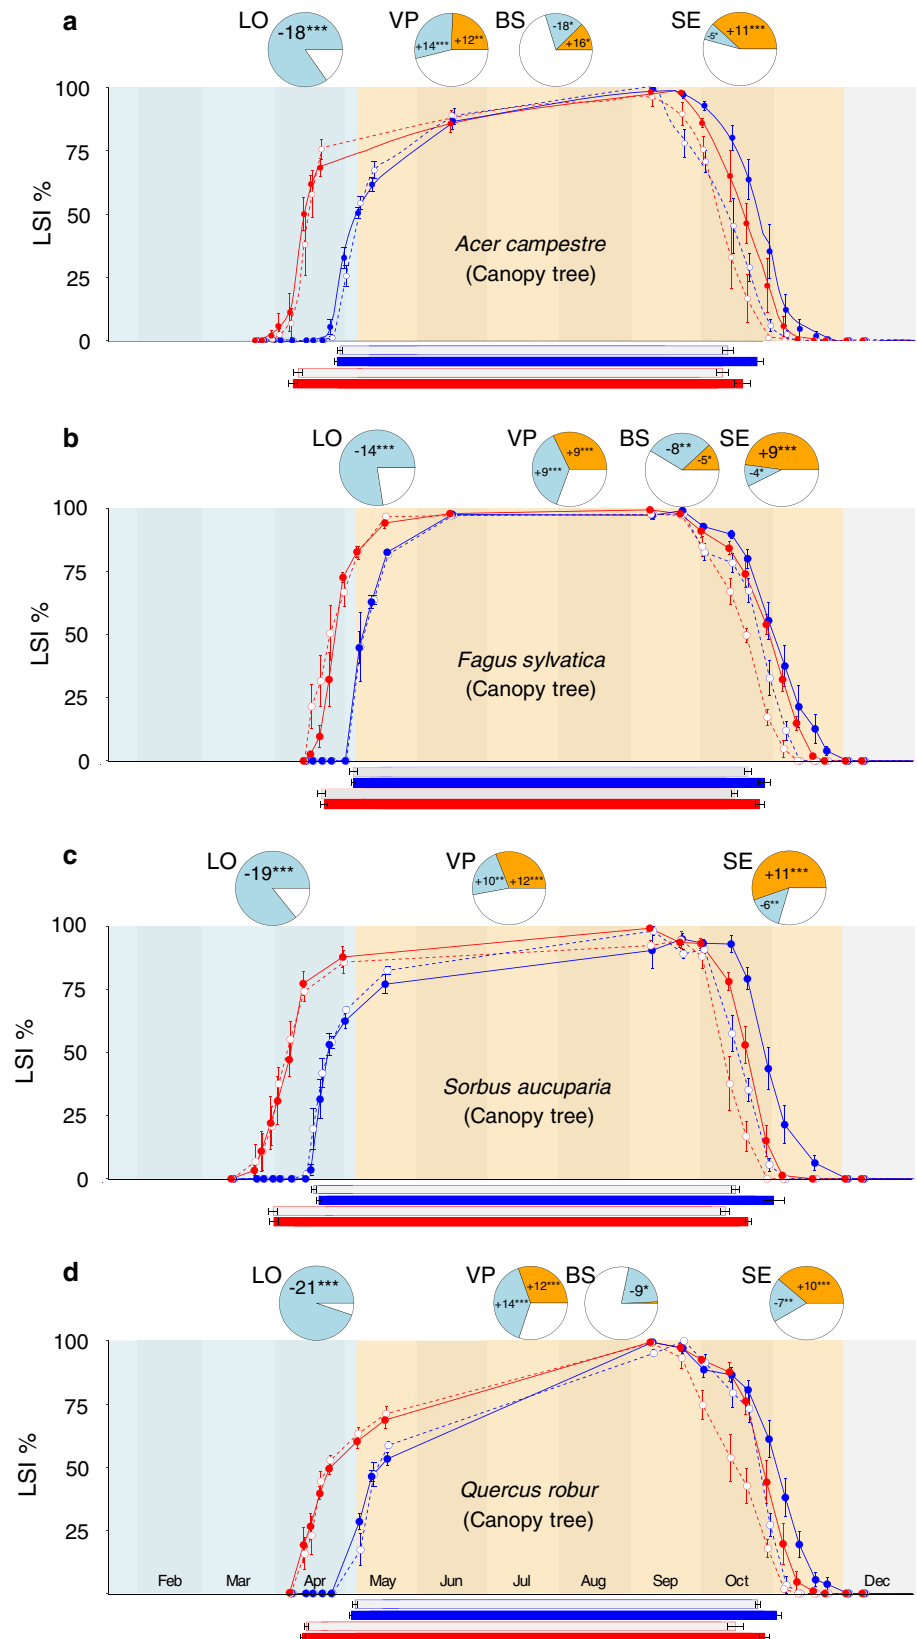 a
LO VP BS SE
-18***
+14*** +12**
-18* +16*
-5* +11***
100
75
50
25
0
LSI %
Acer campestre
(Canopy tree)
b
LO VP BS SE
-14***
+9*** +9***
-8** -5*
+9*** -4*
100
75
50
25
0
LSI %
Fagus sylvatica
(Canopy tree)
c
LO VP SE
-19***
+10** +12***
+11*** -6**
100
75
50
25
0
LSI %
Sorbus aucuparia
(Canopy tree)
d
LO VP BS SE
-21***
+12*** +14***
-9*
+10*** -7**
100
75
50
25
LSI %
Quercus robur
(Canopy tree)
Feb Mar Apr May Jun Jul Aug Sep Oct Dec